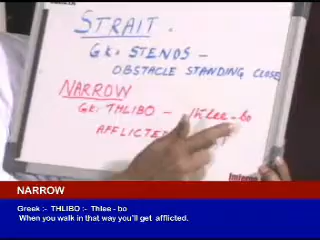 STRAIT.
GK: STENOS –
OBSTACLE STANDING CLOSE
NARROW
GK: THLIBO – thlee-bo
AFFLICTED
NARROW
Greek :- THLIBO :- Thlee - bo
When you walk in that way you'll get afflicted.